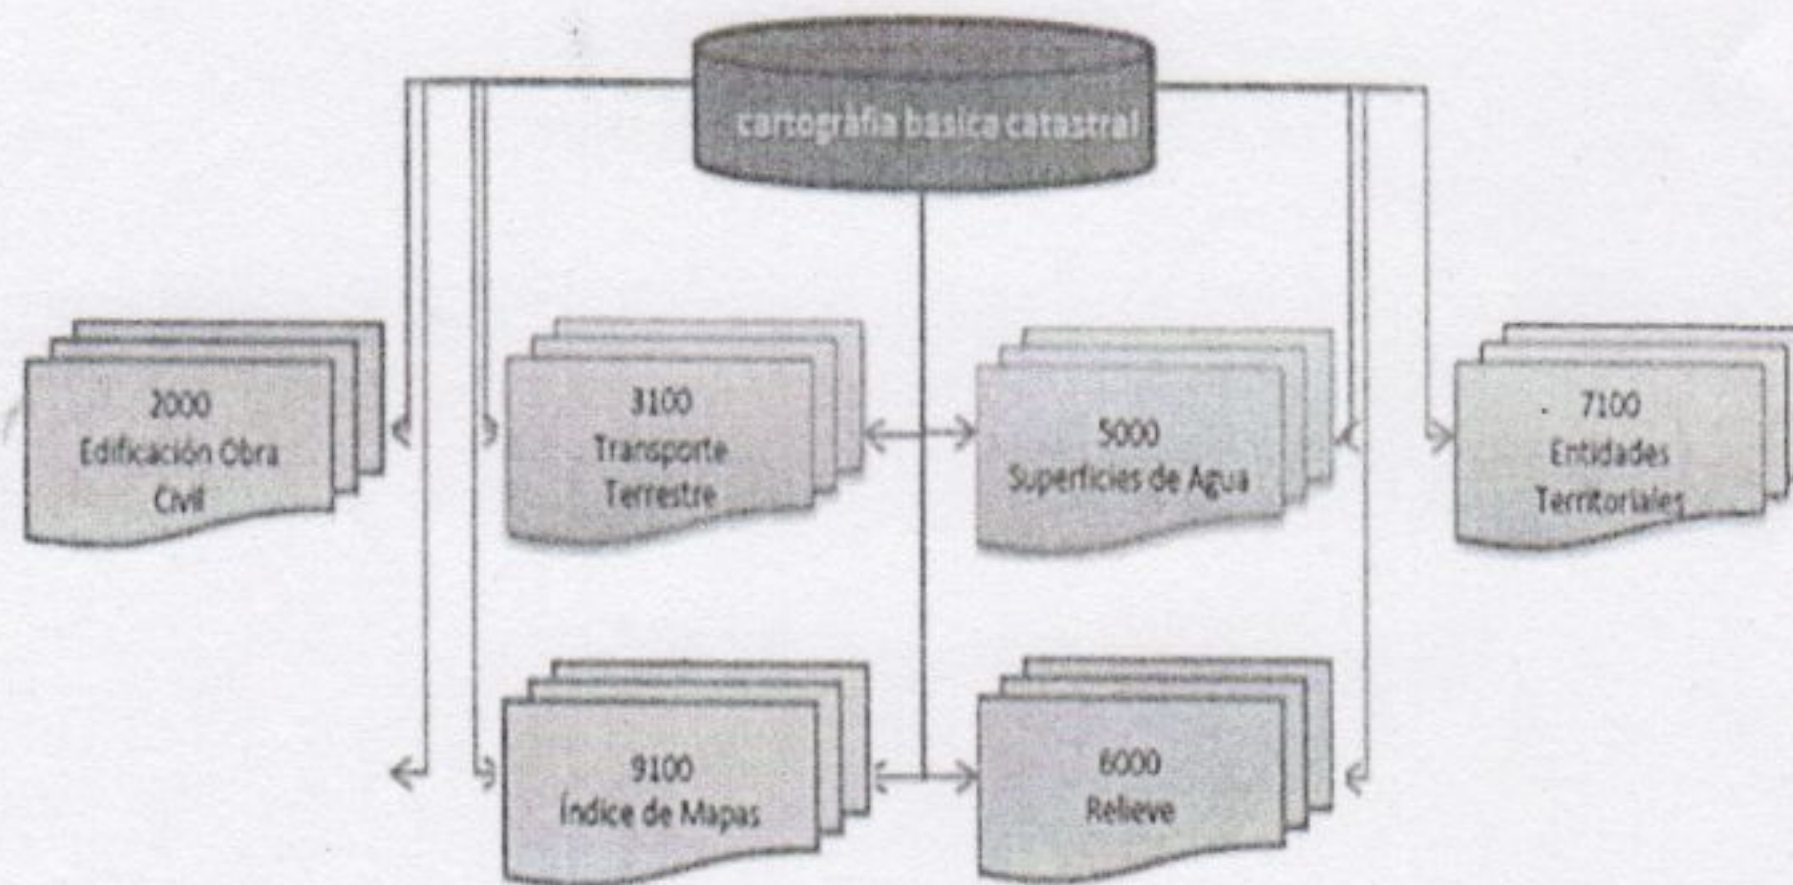 cartográfia basica catastral
2000
Edificación Obra
Civil
3100
Transporte
Terrestre
5000
Superficies de Agua
7100
Entidades
Territoriales
9100
Índice de Mapas
6000
Relieve